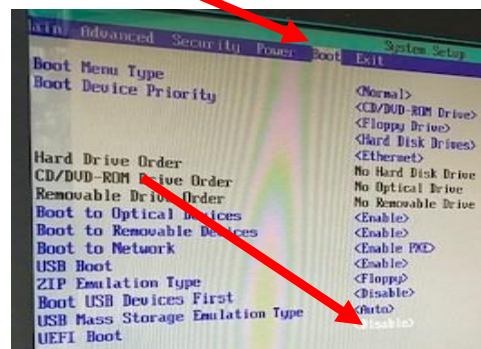 System Setup
Main Advanced Security Power Boot Exit
Boot Menu Type <Normal>
Boot Device Priority <CD/DVD-ROM Drive>
<Floppy Drive>
<Hard Disk Drives>
<Ethernet>
Hard Drive Order No Hard Disk Drive
CD/DVD-ROM Drive Order No Optical Drive
Removable Drive Order No Removable Drive
Boot to Optical Devices <Enable>
Boot to Removable Devices <Enable>
Boot to Network <Enable PXE>
USB Boot <Enable>
ZIP Emulation Type <Floppy>
Boot USB Devices First <Disable>
USB Mass Storage Emulation Type <Auto>
UEFI Boot <Disable>